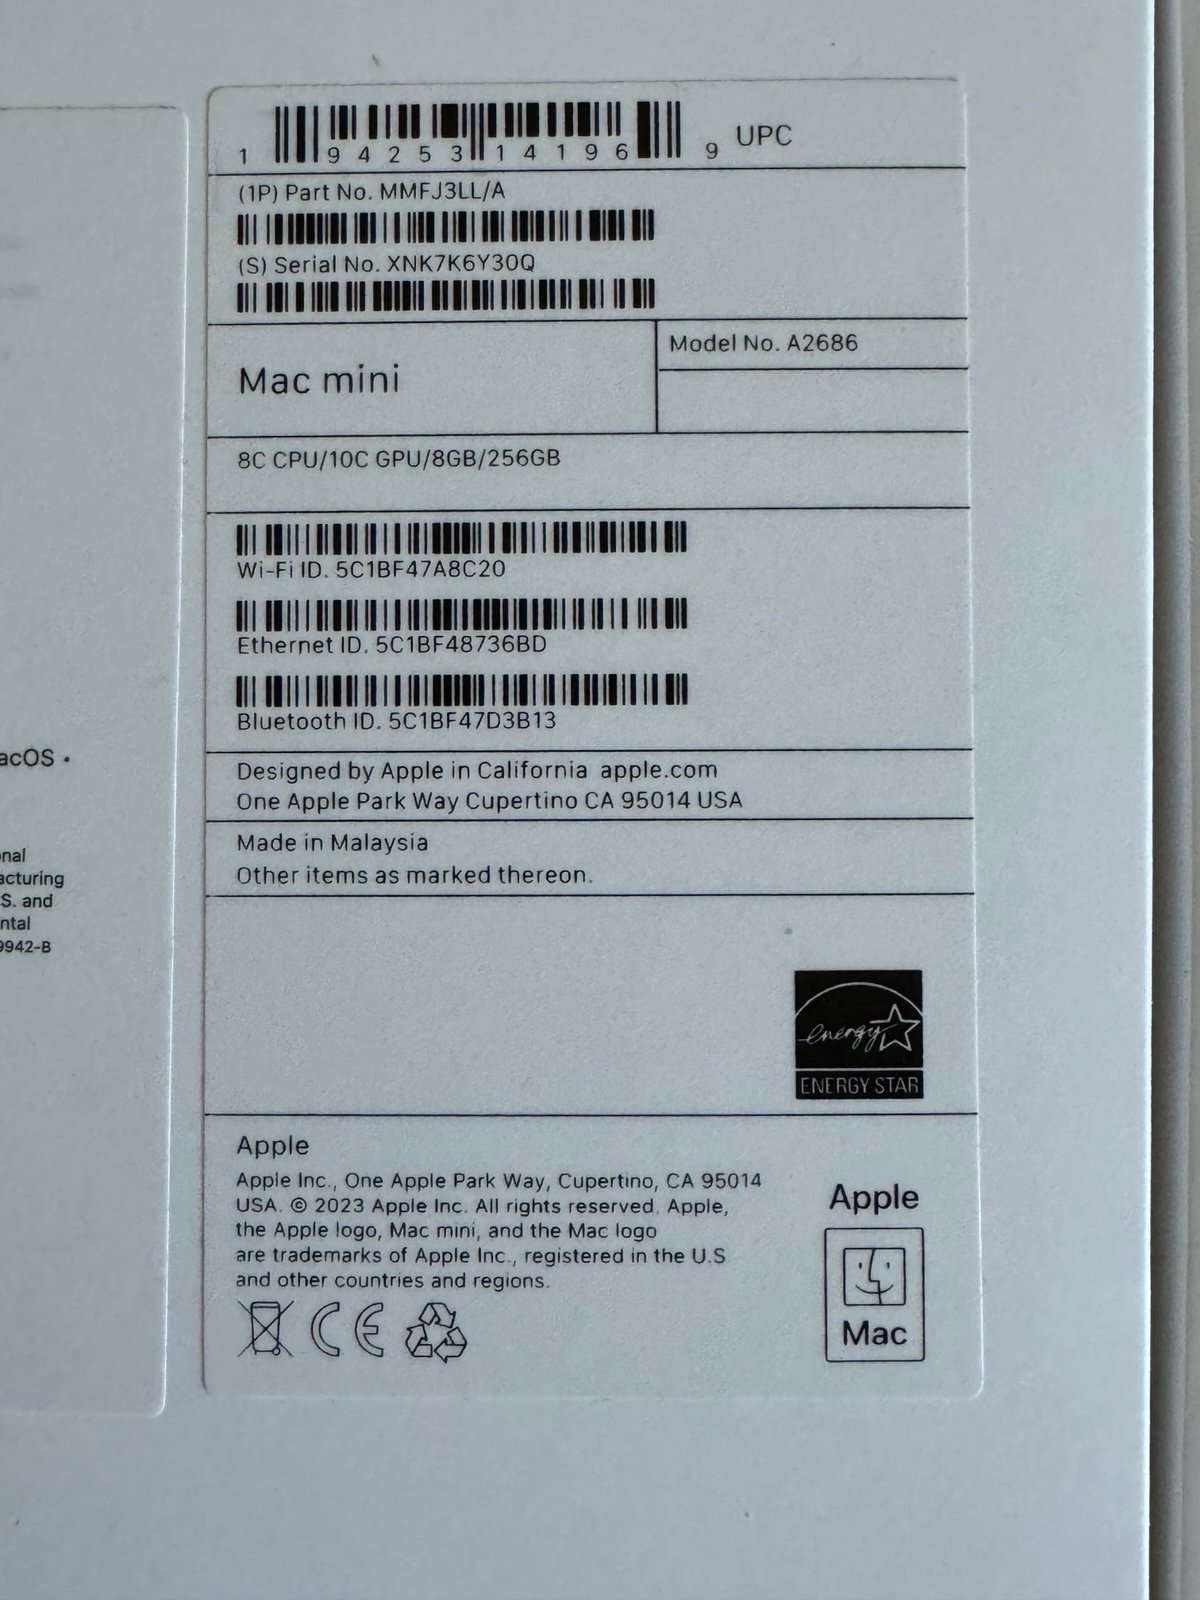 1 94253 14196 9 UPC
(1P) Part No. MMFJ3LL/A
(S) Serial No. XNK7K6Y30Q
Mac mini
Model No. A2686
8C CPU/10C GPU/8GB/256GB
Wi-Fi ID. 5C1BF47A8C20
Ethernet ID. 5C1BF48736BD
Bluetooth ID. 5C1BF47D3B13
Designed by Apple in California apple.com
One Apple Park Way Cupertino CA 95014 USA
Made in Malaysia
Other items as marked thereon.
energy
ENERGY STAR
Apple
Apple Inc., One Apple Park Way, Cupertino, CA 95014
USA. © 2023 Apple Inc. All rights reserved. Apple,
the Apple logo, Mac mini, and the Mac logo
are trademarks of Apple Inc., registered in the U.S
and other countries and regions.
CE
Apple
Mac
acOS •
nal
acturing
S. and
ntal
9942-B